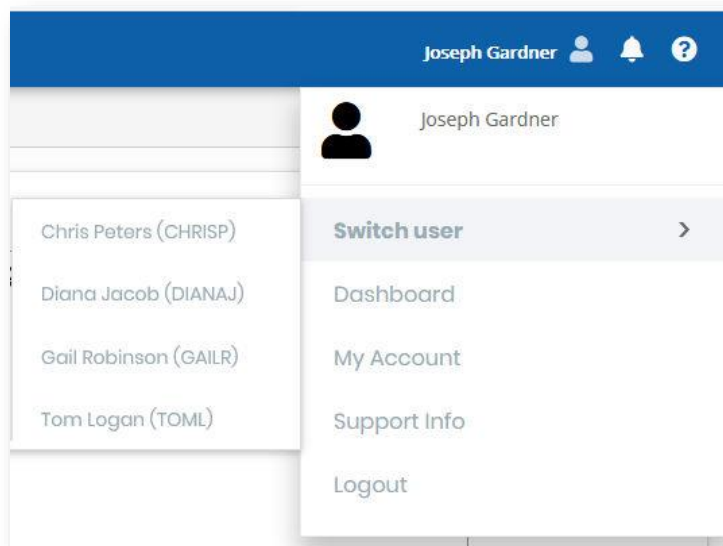 Joseph Gardner
Joseph Gardner
Switch user
Chris Peters (CHRISP)
Diana Jacob (DIANAJ)
Gail Robinson (GAILR)
Tom Logan (TOML)
Dashboard
My Account
Support Info
Logout